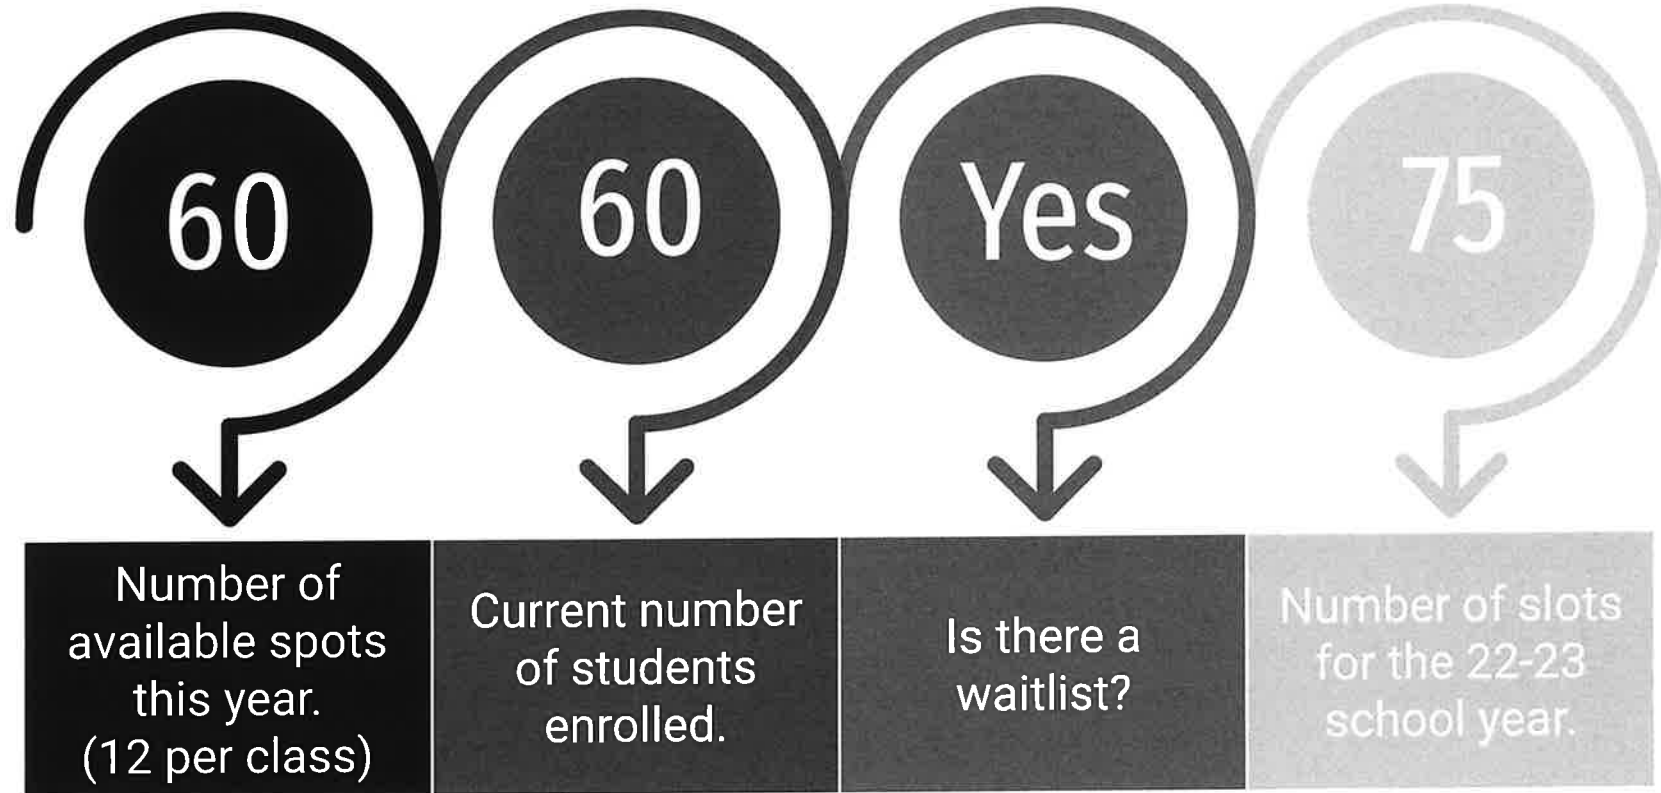 60
60
Yes
75
Number of
available spots
this year.
(12 per class)
Current number
of students
enrolled.
Is there a
waitlist?
Number of slots
for the 22-23
school year.